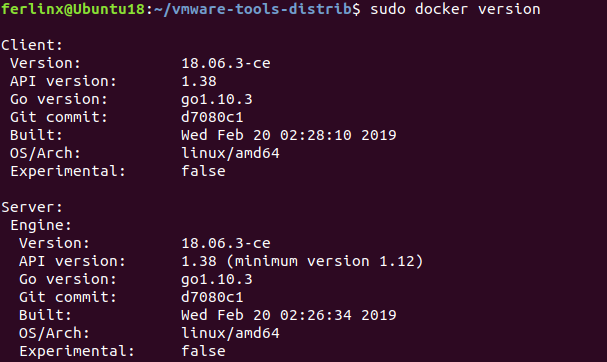 ferlinx@Ubuntu18:~/vmware-tools-distrib$ sudo docker version
Client:
Version: 18.06.3-ce
API version: 1.38
Go version: go1.10.3
Git commit: d7080c1
Built: Wed Feb 20 02:28:10 2019
OS/Arch: linux/amd64
Experimental: false
Server:
Engine:
Version: 18.06.3-ce
API version: 1.38 (minimum version 1.12)
Go version: go1.10.3
Git commit: d7080c1
Built: Wed Feb 20 02:26:34 2019
OS/Arch: linux/amd64
Experimental: false